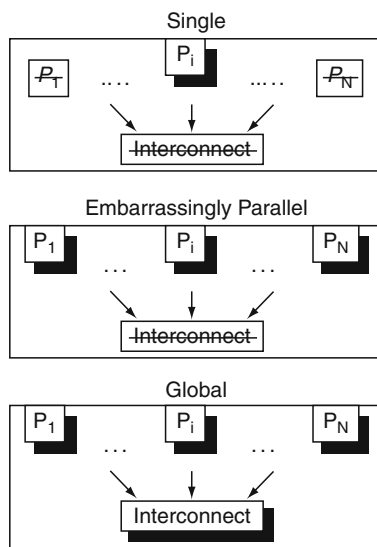 Single
P1 ..... Pi ..... PN
Interconnect
Embarrassingly Parallel
P1 ... Pi ... PN
Interconnect
Global
P1 ... Pi ... PN
Interconnect